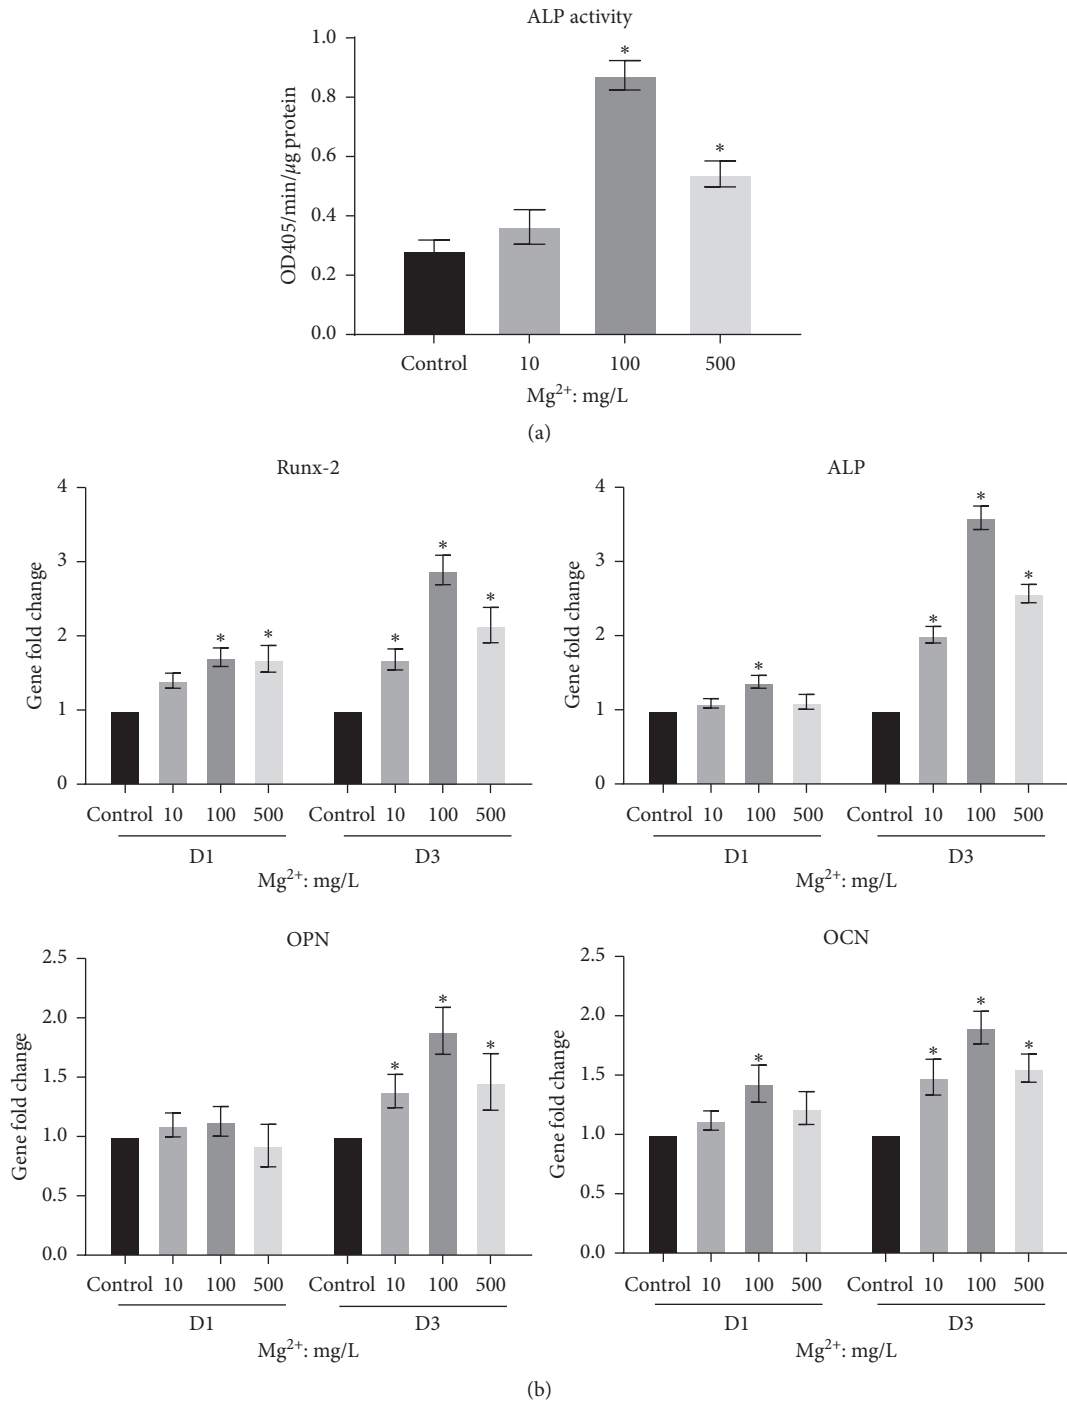 ALP activity
OD405/min/µg protein
1.0
0.8
0.6
0.4
0.2
0.0
*
*
Control 10 100 500
Mg²⁺: mg/L
(a)
Runx-2
Gene fold change
4
3
2
1
0
* * * * *
Control 10 100 500 Control 10 100 500
D1 D3
Mg²⁺: mg/L
ALP
Gene fold change
4
3
2
1
0
* * * *
Control 10 100 500 Control 10 100 500
D1 D3
Mg²⁺: mg/L
OPN
Gene fold change
2.5
2.0
1.5
1.0
0.5
0.0
* * *
Control 10 100 500 Control 10 100 500
D1 D3
Mg²⁺: mg/L
OCN
Gene fold change
2.5
2.0
1.5
1.0
0.5
0.0
* * * *
Control 10 100 500 Control 10 100 500
D1 D3
Mg²⁺: mg/L
(b)